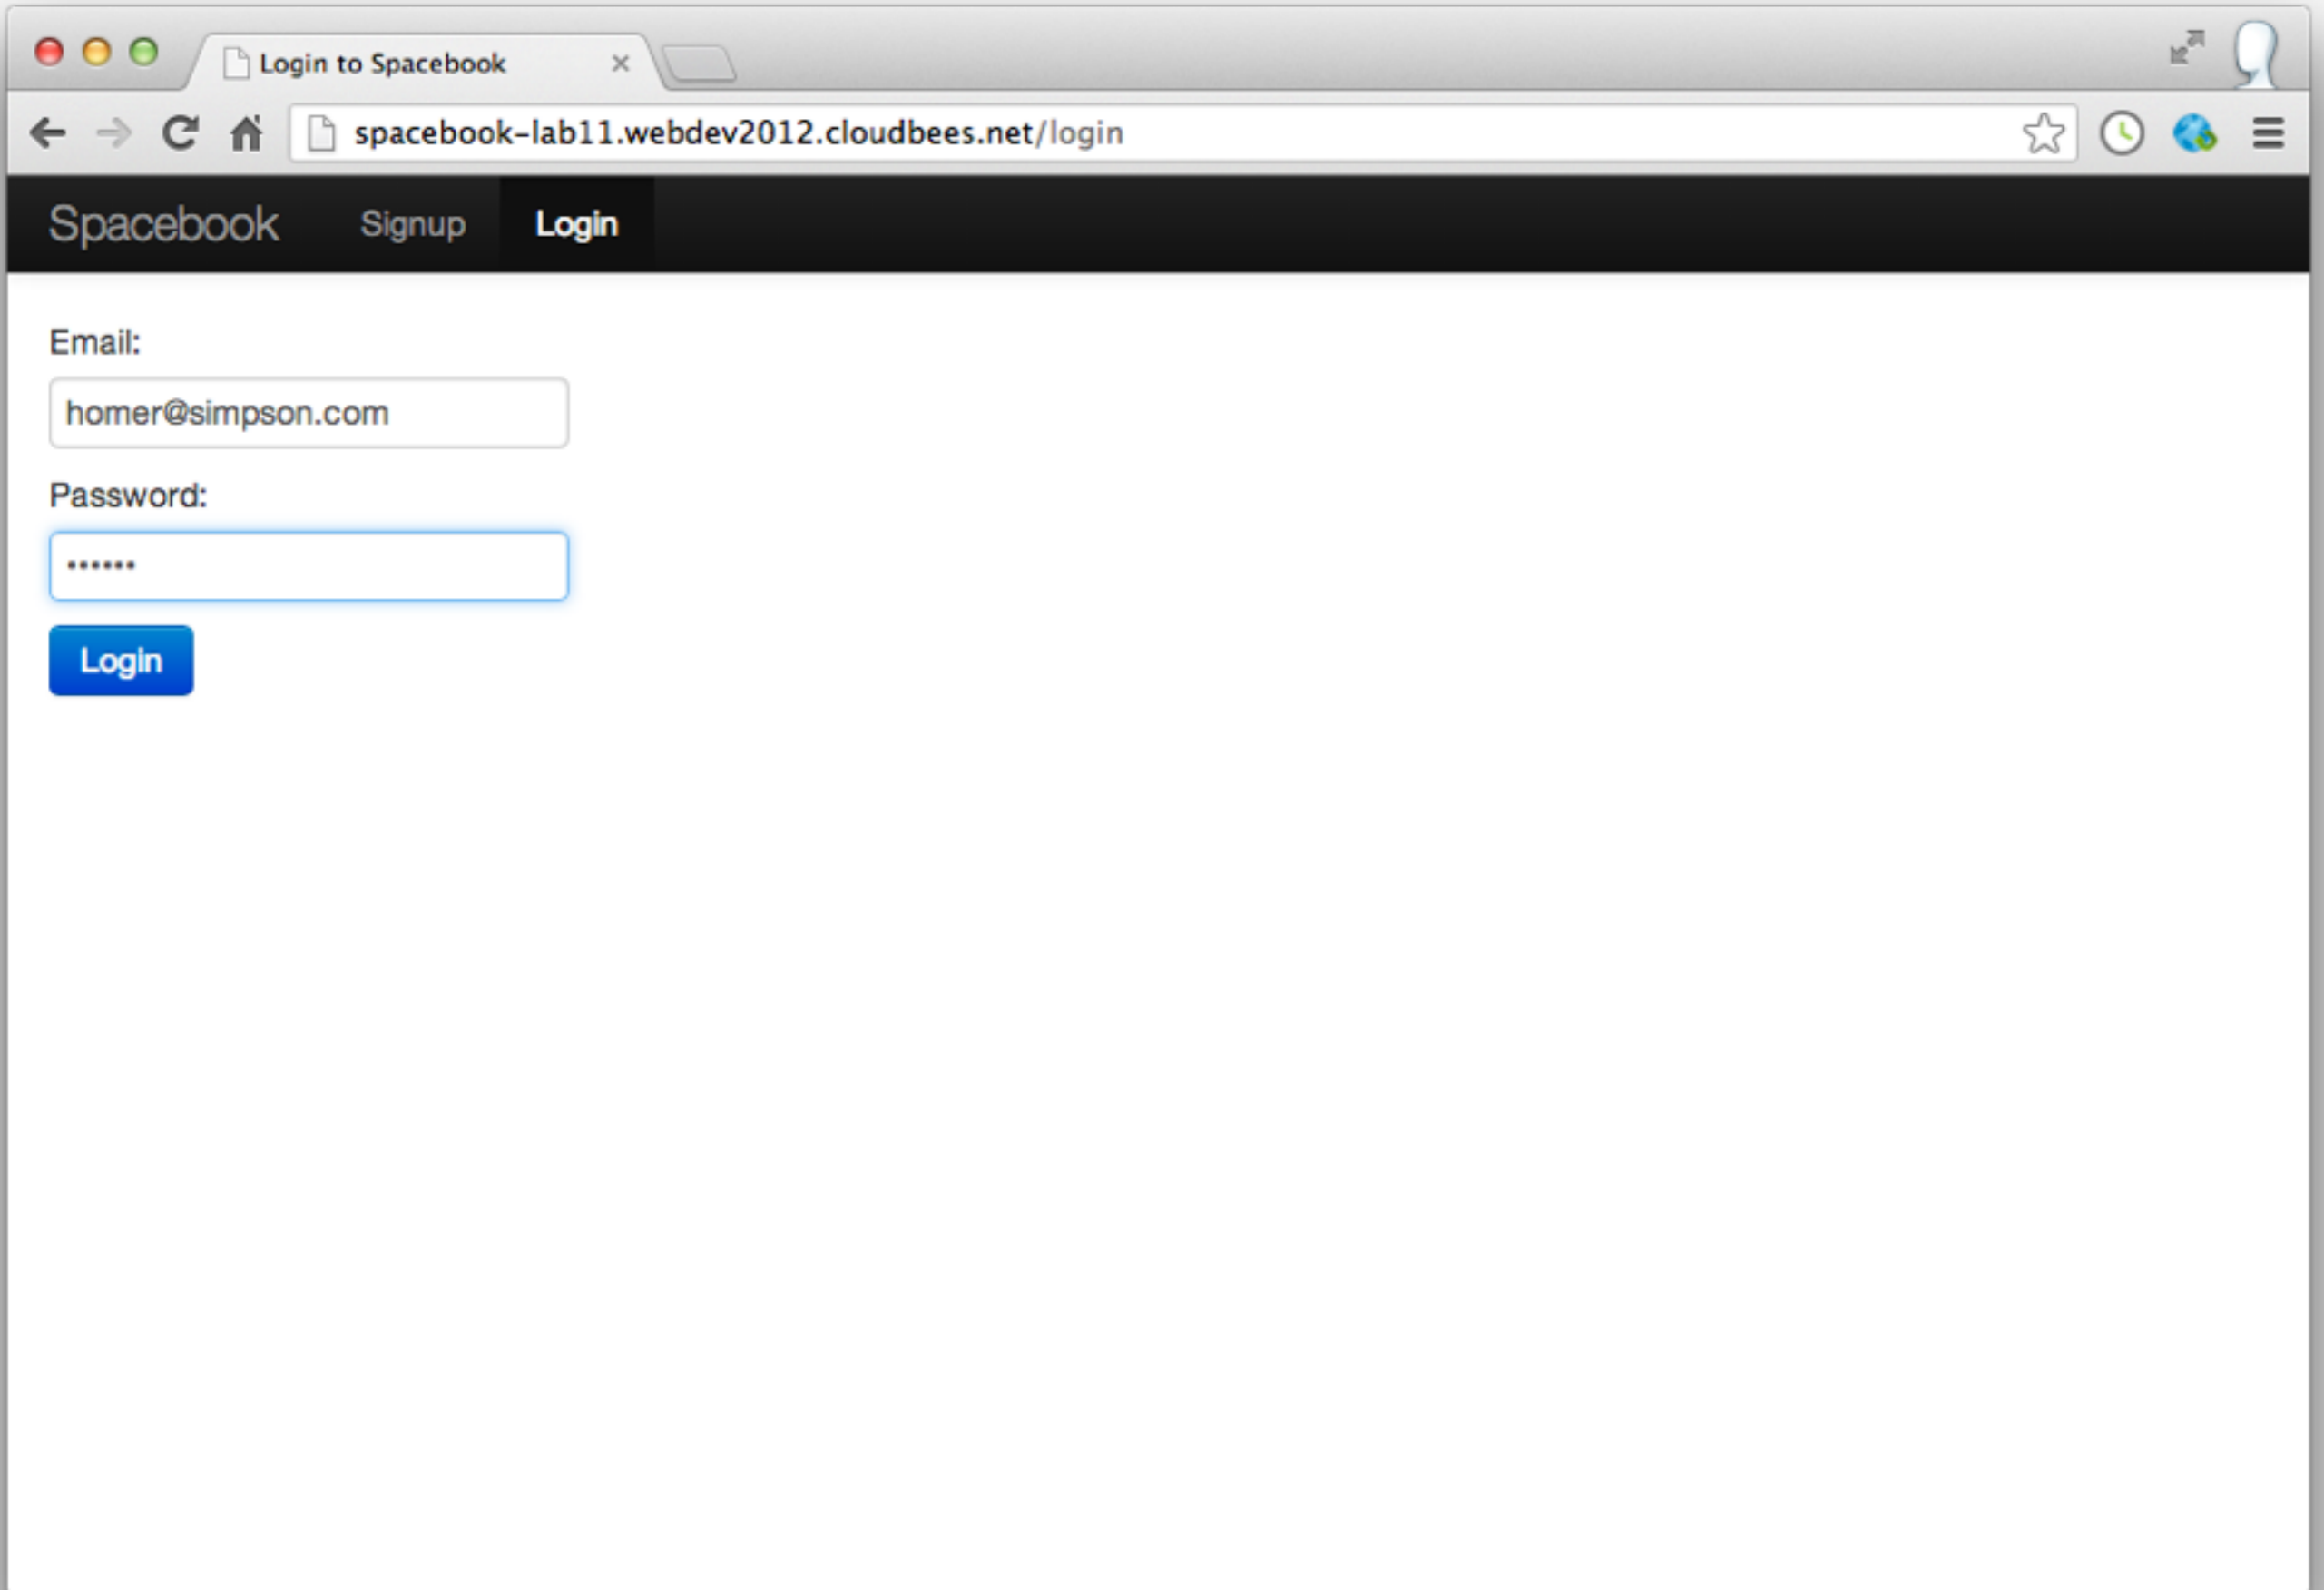 Login to Spacebook
spacebook-lab11.webdev2012.cloudbees.net/login
Spacebook Signup Login
Email:
homer@simpson.com
Password:
••••••
Login